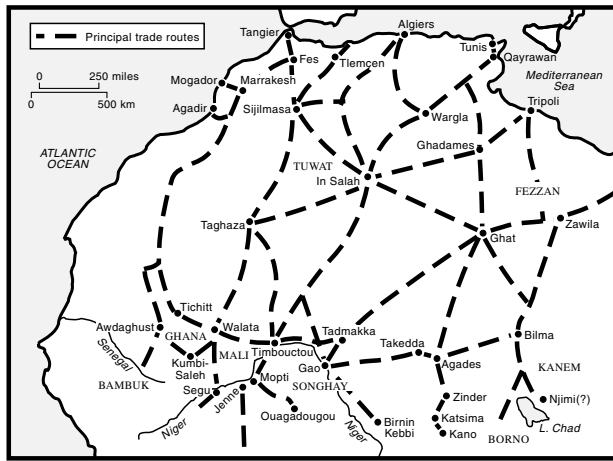 Principal trade routes
0 250 miles
0 500 km
Tangier
Algiers
Tunis
Qayrawan
Fes
Tlemçen
Mediterranean
Sea
Mogador
Marrakesh
Agadir
Sijilmasa
Wargla
Tripoli
Ghadames
ATLANTIC
OCEAN
TUWAT
In Salah
FEZZAN
Taghaza
Ghat
Zawila
Tichitt
Awdaghust
GHANA
Walata
Tadmakka
Takedda
Bilma
Senegal
Kumbi-
Saleh
MALI
Timbouctou
Gao
Agades
KANEM
BAMBUK
Segu
Jenne
Mopti
SONGHAY
Zinder
Njimi(?)
Ouagadougou
Niger
Niger
Birnin
Kebbi
Katsima
Kano
BORNO
L. Chad